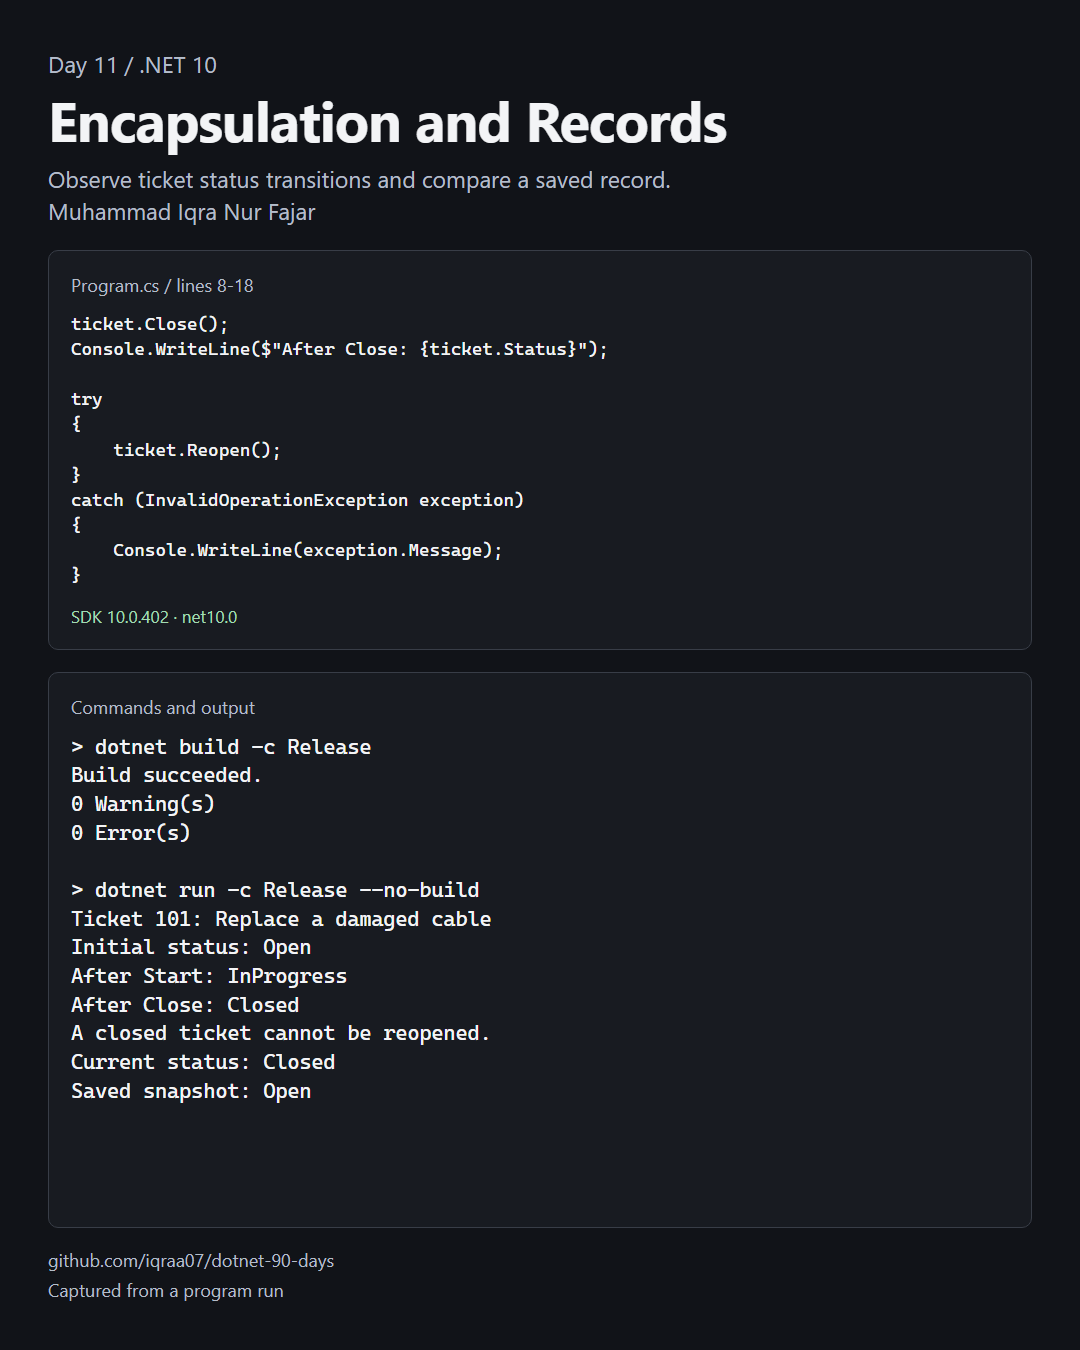 Day 11 / .NET 10
Encapsulation and Records
Observe ticket status transitions and compare a saved record.
Muhammad Iqra Nur Fajar
Program.cs / lines 8-18
ticket.Close();
Console.WriteLine($"After Close: {ticket.Status}");
try
{
    ticket.Reopen();
}
catch (InvalidOperationException exception)
{
    Console.WriteLine(exception.Message);
}
SDK 10.0.402 · net10.0
Commands and output
> dotnet build -c Release
Build succeeded.
0 Warning(s)
0 Error(s)
> dotnet run -c Release --no-build
Ticket 101: Replace a damaged cable
Initial status: Open
After Start: InProgress
After Close: Closed
A closed ticket cannot be reopened.
Current status: Closed
Saved snapshot: Open
github.com/iqraa07/dotnet-90-days
Captured from a program run